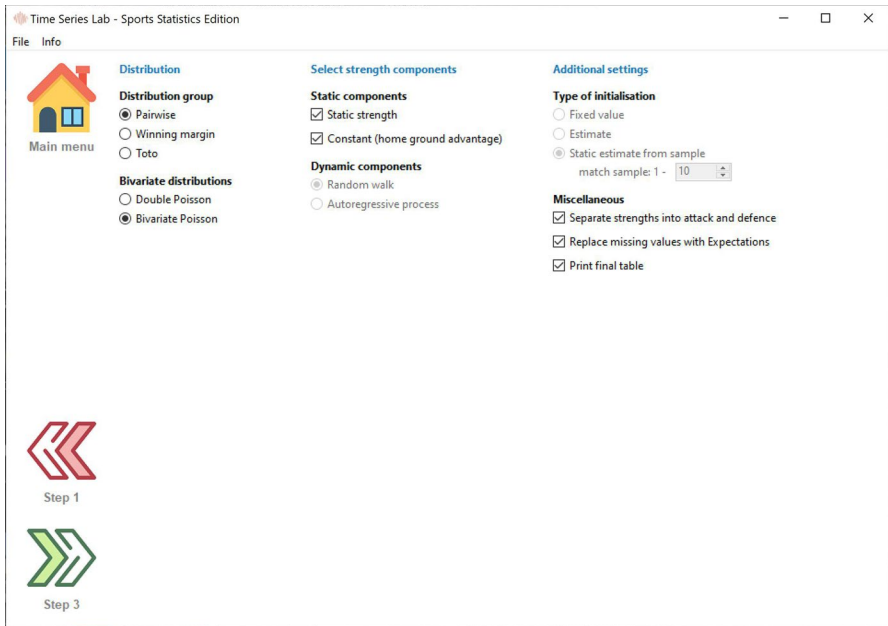 Time Series Lab - Sports Statistics Edition
File Info
Main menu
Step 1
Step 3
Distribution
Distribution group
Pairwise
Winning margin
Toto
Bivariate distributions
Double Poisson
Bivariate Poisson
Select strength components
Static components
Static strength
Constant (home ground advantage)
Dynamic components
Random walk
Autoregressive process
Additional settings
Type of initialisation
Fixed value
Estimate
Static estimate from sample
match sample: 1 - 10
Miscellaneous
Separate strengths into attack and defence
Replace missing values with Expectations
Print final table